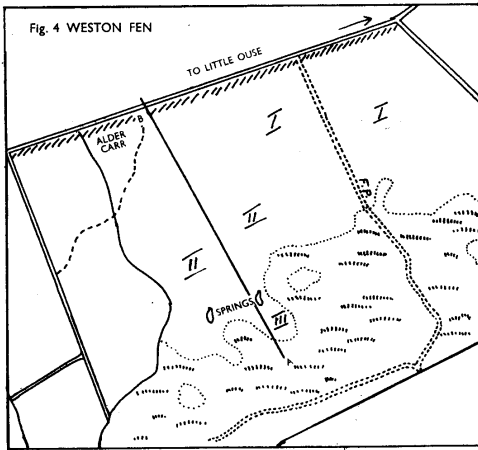 Fig. 4 WESTON FEN
TO LITTLE OUSE
B
ALDER
CARR
I
I
F.P.
II
II
SPRINGS
III
A